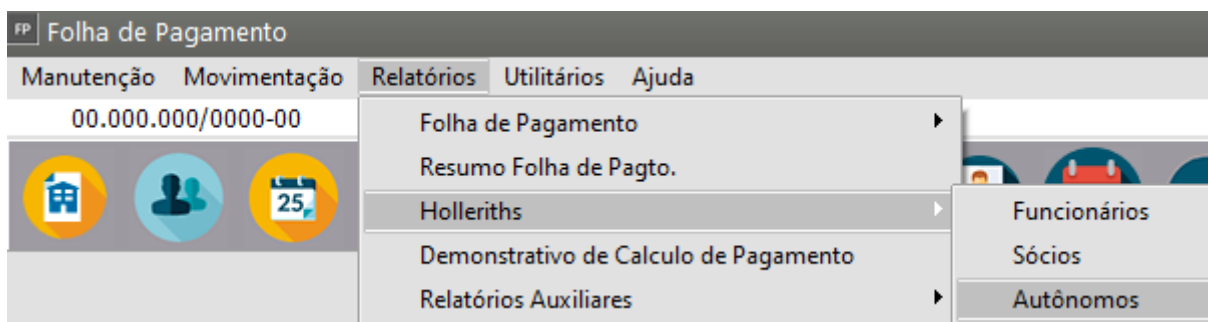 FP Folha de Pagamento
Manutenção Movimentação Relatórios Utilitários Ajuda
00.000.000/0000-00
Folha de Pagamento
Resumo Folha de Pagto.
25
Holleriths
Funcionários
Demonstrativo de Calculo de Pagamento
Sócios
Relatórios Auxiliares
Autônomos